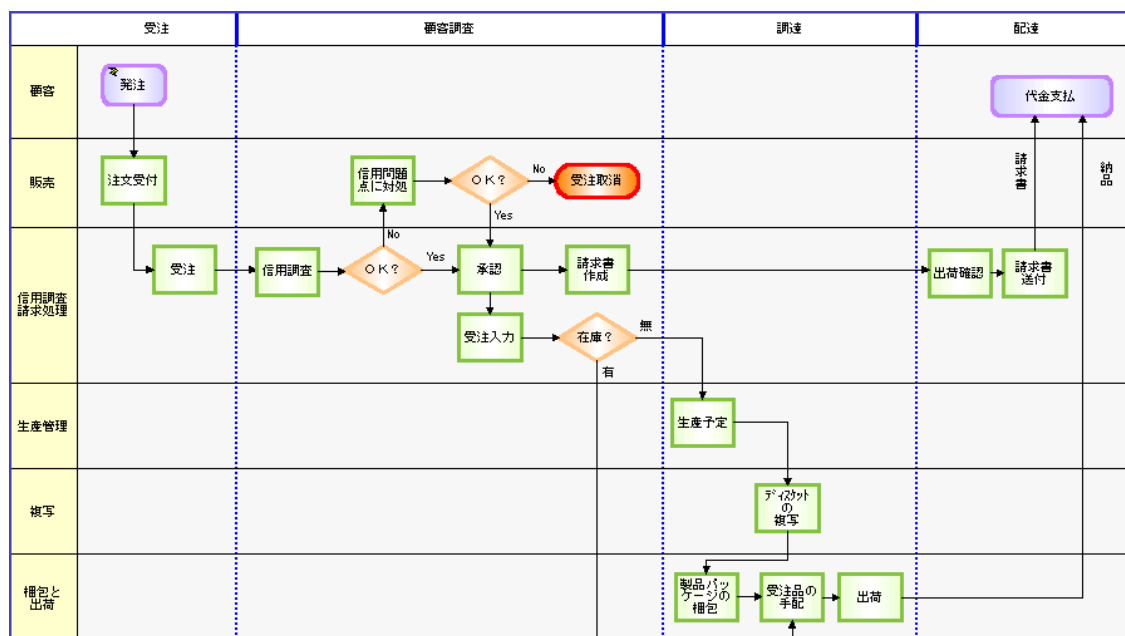 受注
顧客調査
調達
配達
顧客
発注
代金支払
販売
注文受付
信用問題
点に対処
OK?
No
受注取消
Yes
請求書
納品
No
信用調査
請求処理
受注
信用調査
OK?
Yes
承認
請求書
作成
出荷確認
請求書
送付
受注入力
在庫?
無
有
生産管理
生産予定
複写
ディスケット
の
複写
梱包と
出荷
製品パッ
ケージの
梱包
受注品の
手配
出荷